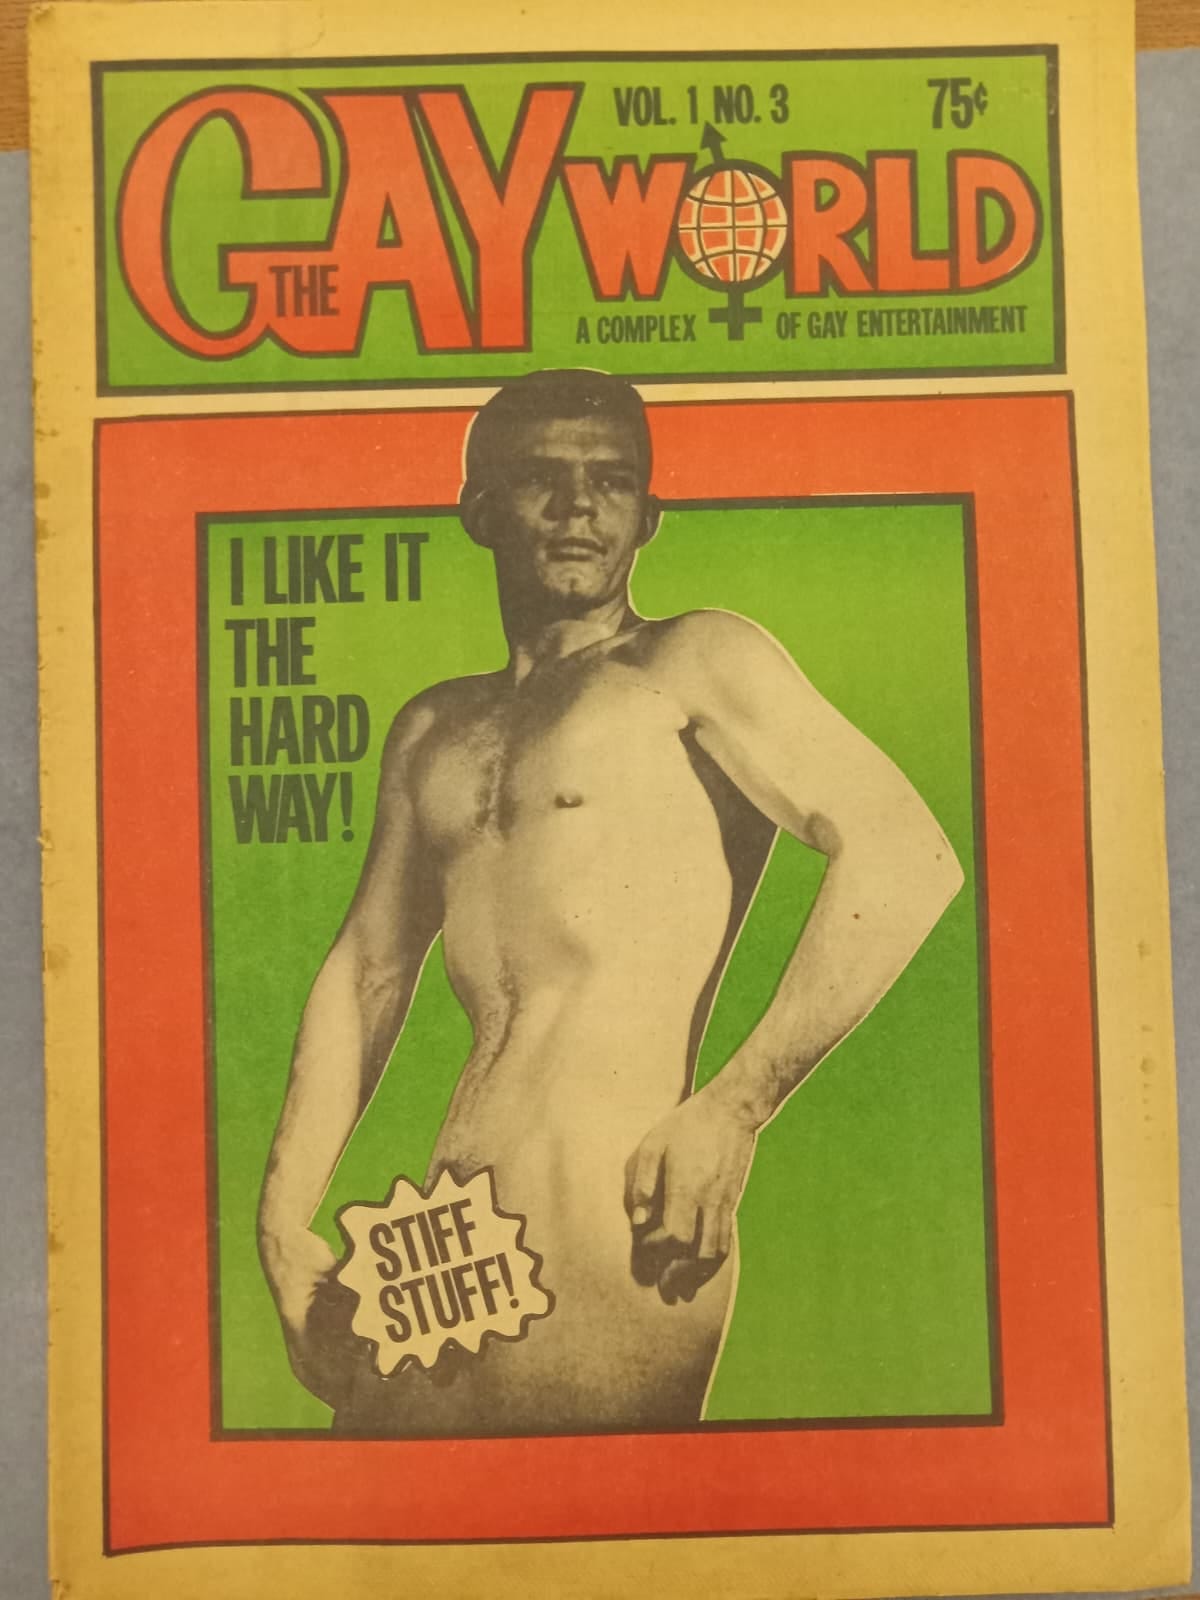 THE GAY WORLD
VOL. 1 NO. 3
75¢
A COMPLEX OF GAY ENTERTAINMENT
I LIKE IT
THE
HARD
WAY!
STIFF
STUFF!